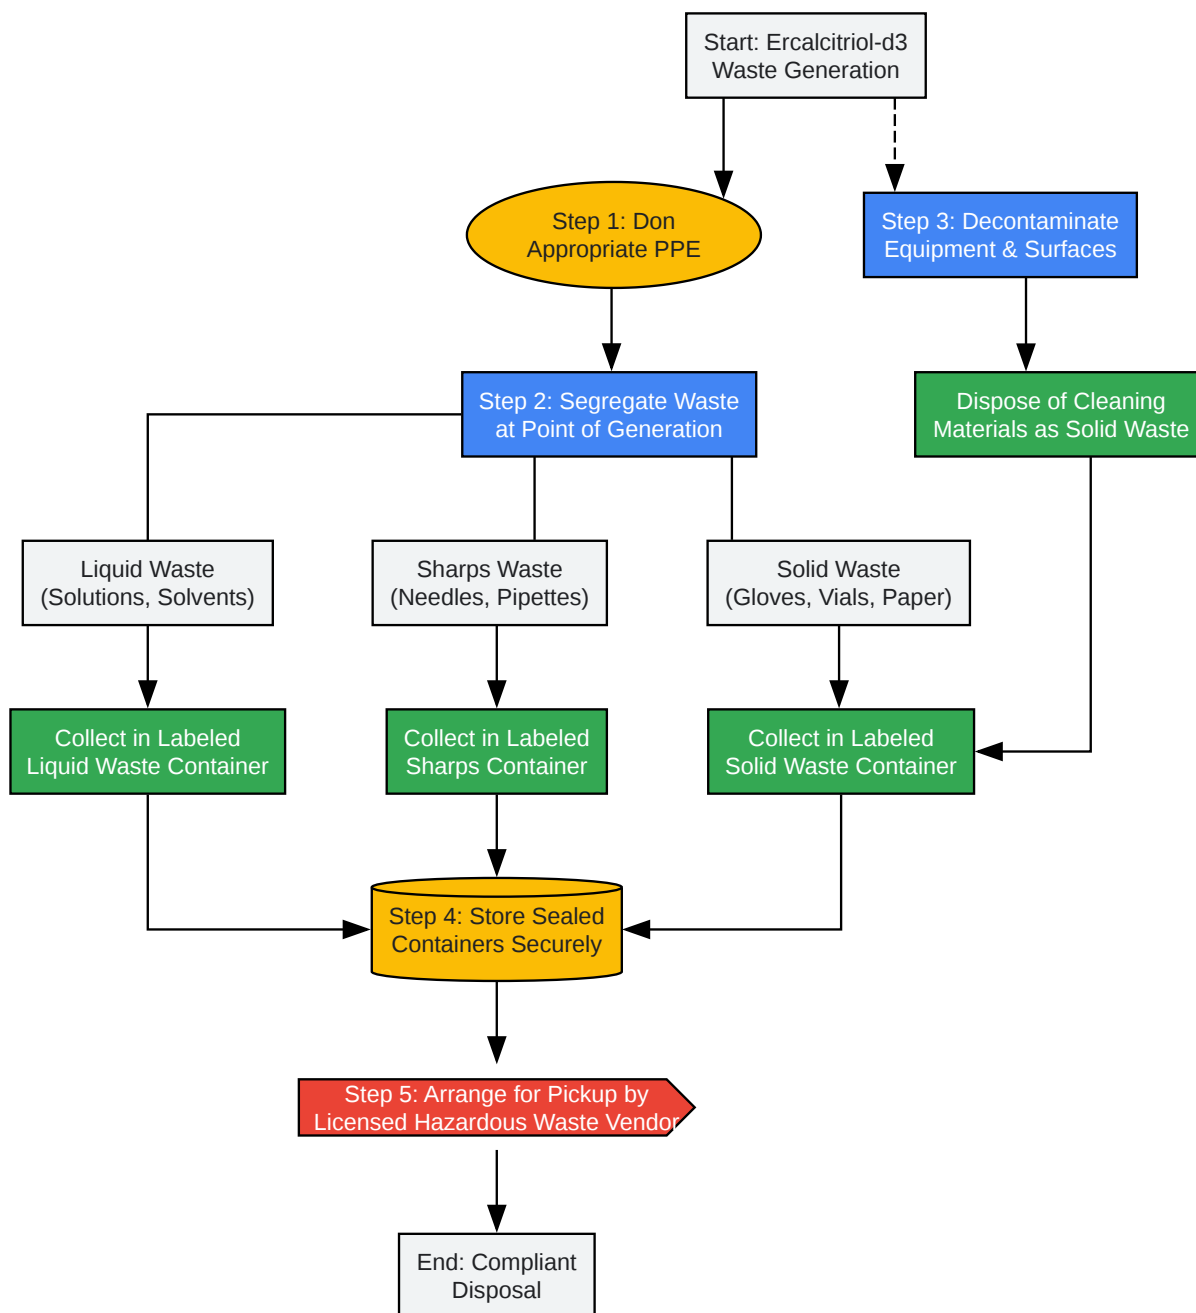 Start: Ercalcitriol-d3
Waste Generation
Step 1: Don
Appropriate PPE
Step 3: Decontaminate
Equipment & Surfaces
Step 2: Segregate Waste
at Point of Generation
Dispose of Cleaning
Materials as Solid Waste
Liquid Waste
(Solutions, Solvents)
Sharps Waste
(Needles, Pipettes)
Solid Waste
(Gloves, Vials, Paper)
Collect in Labeled
Liquid Waste Container
Collect in Labeled
Sharps Container
Collect in Labeled
Solid Waste Container
Step 4: Store Sealed
Containers Securely
Step 5: Arrange for Pickup by
Licensed Hazardous Waste Vendor
End: Compliant
Disposal